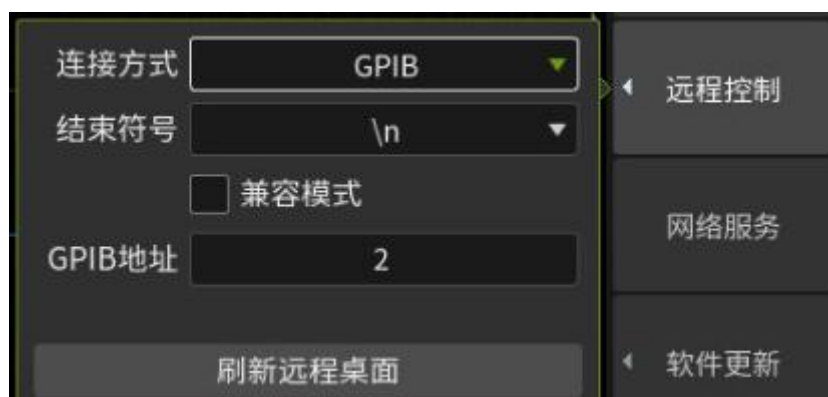 连接方式 GPIB
结束符号 \n
兼容模式
GPIB地址 2
刷新远程桌面
远程控制
网络服务
软件更新